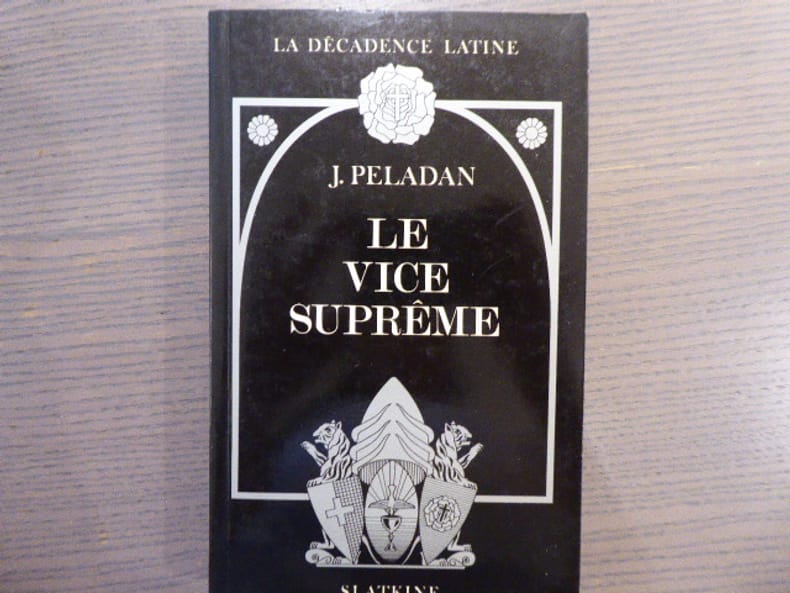 LA DÉCADENCE LATINE
J. PELADAN
LE
VICE
SUPRÊME
SLATKINE